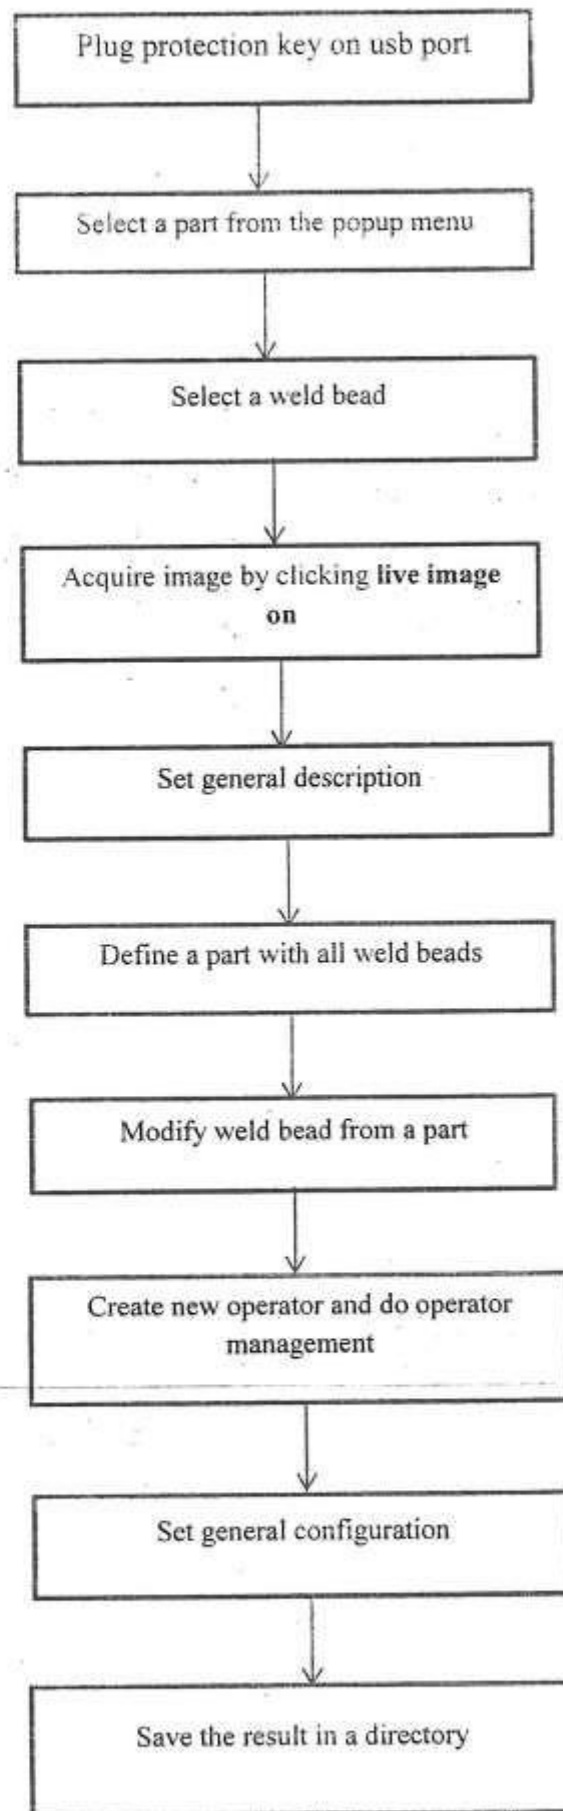 Plug protection key on usb port
Select a part from the popup menu
Select a weld bead
Acquire image by clicking live image
on
Set general description
Define a part with all weld beads
Modify weld bead from a part
Create new operator and do operator
management
Set general configuration
Save the result in a directory